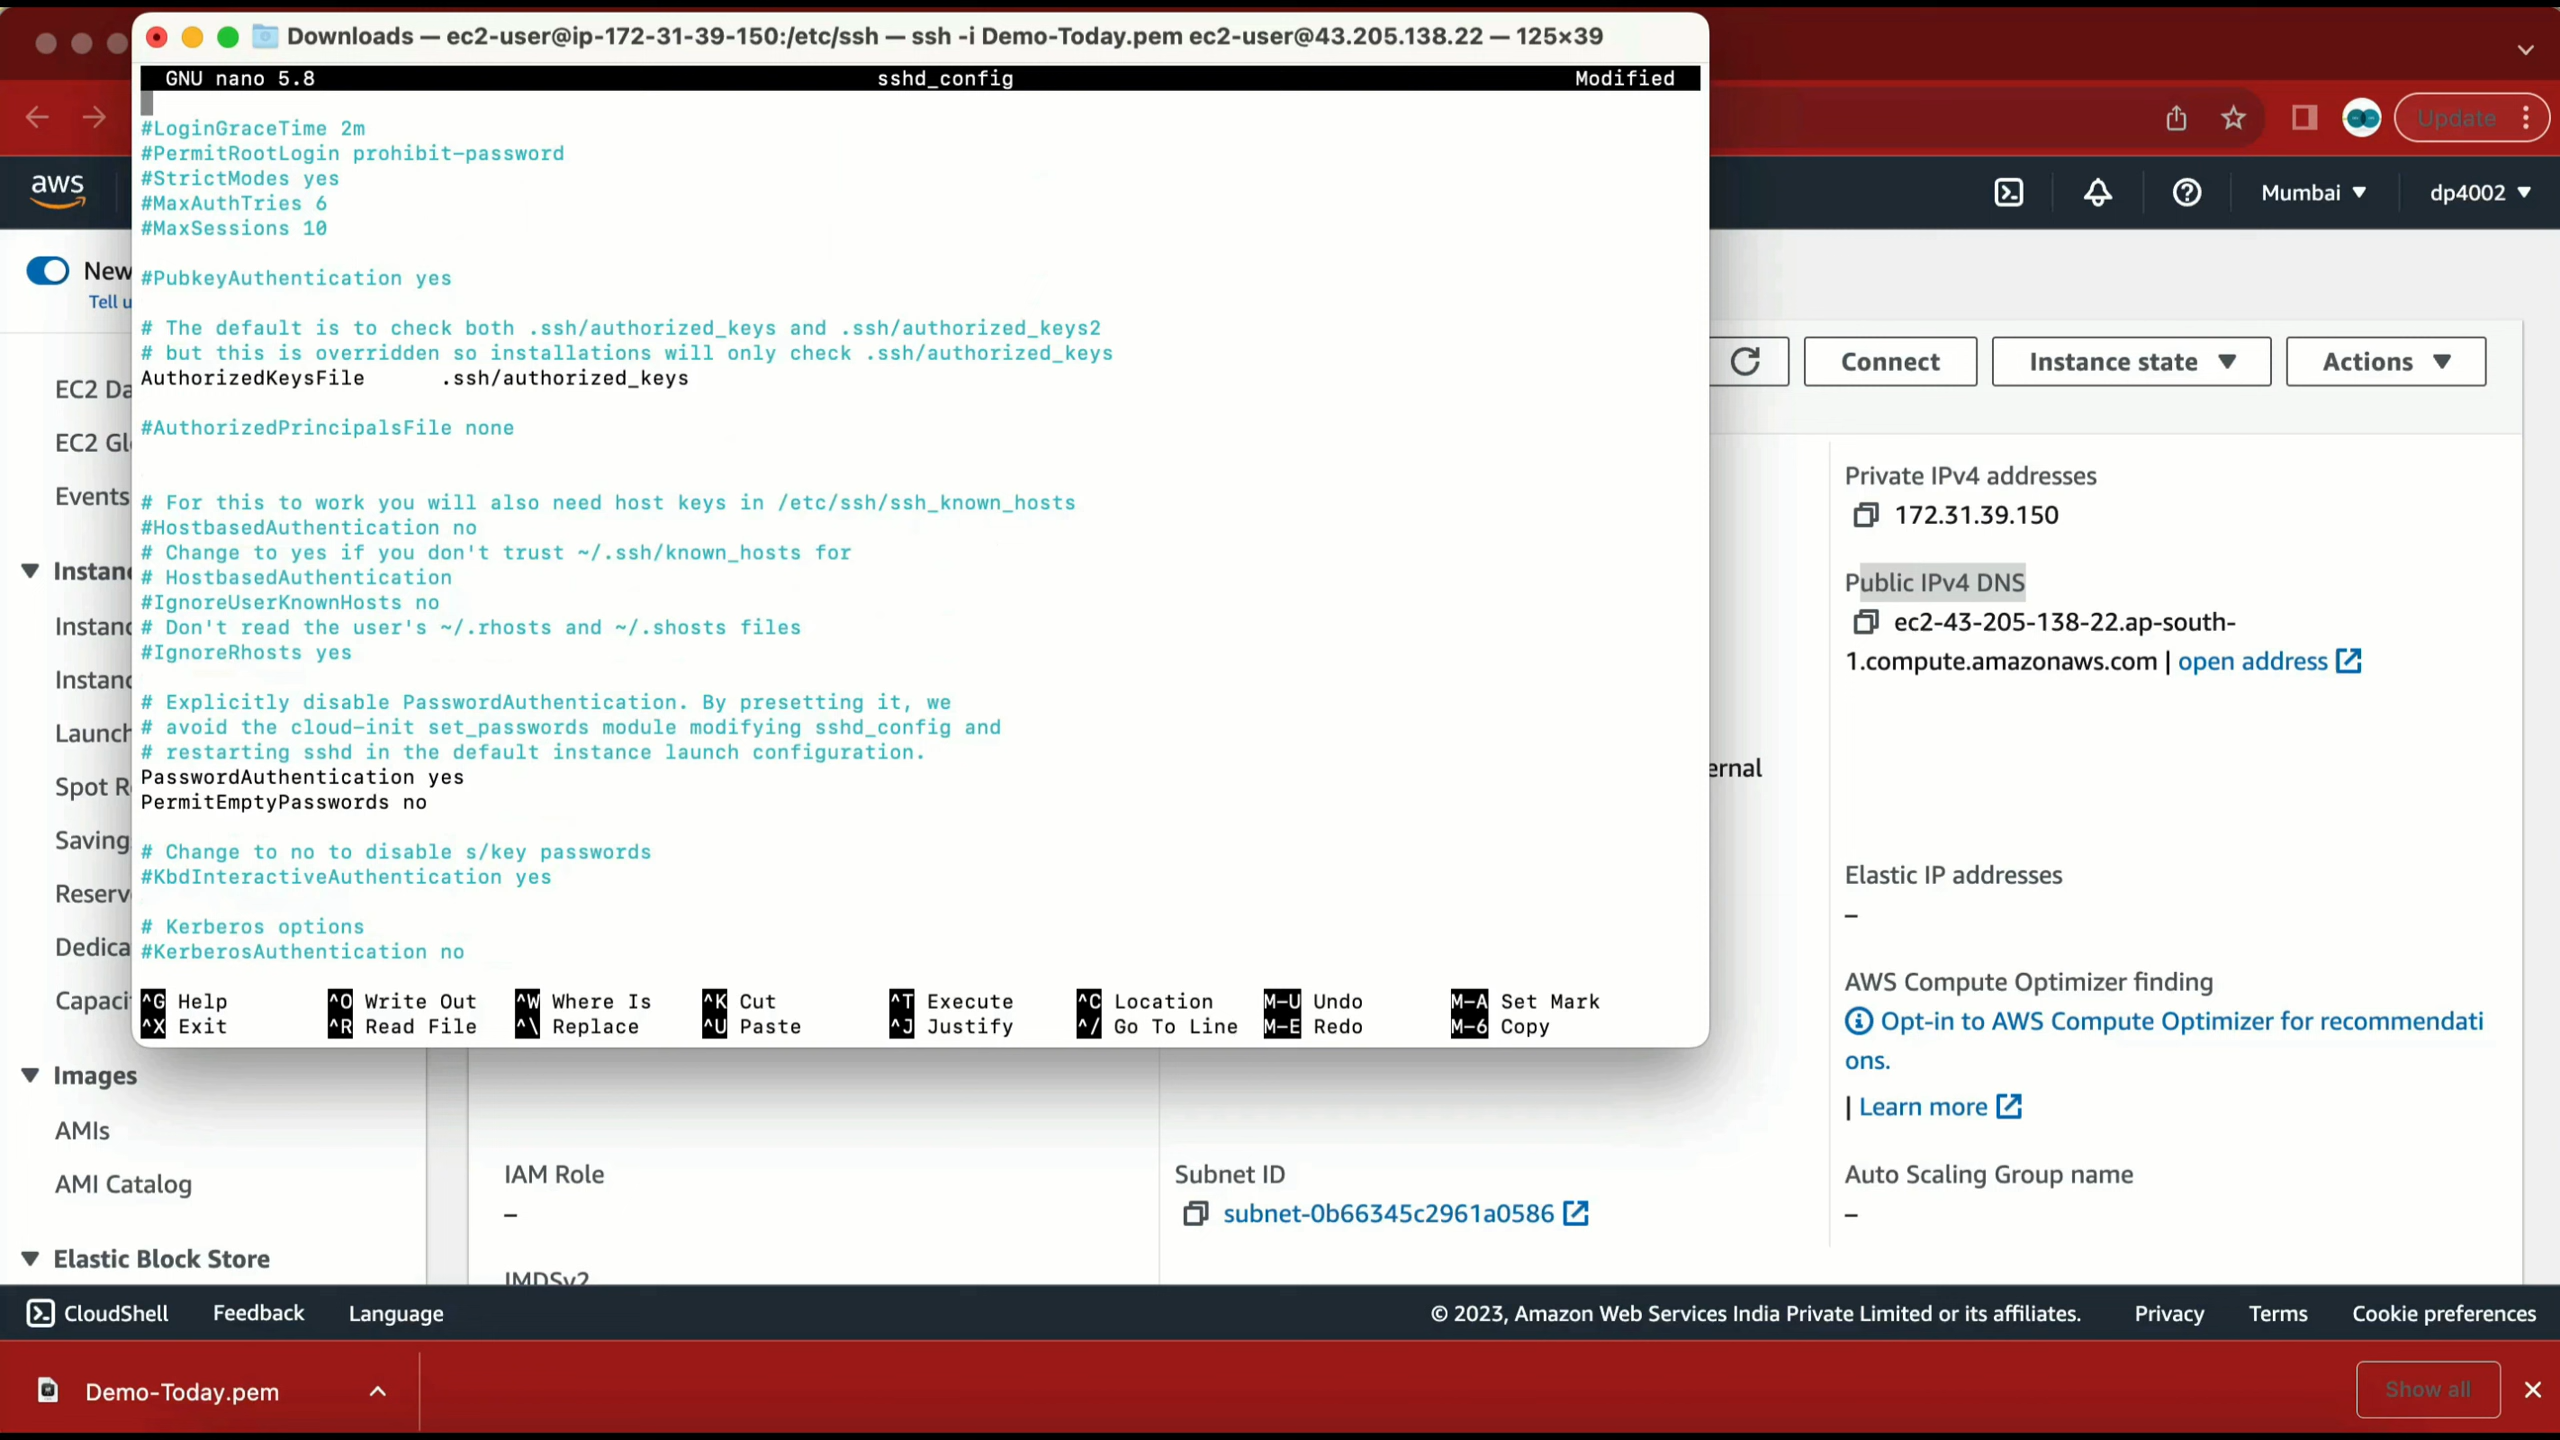 Downloads — ec2-user@ip-172-31-39-150:/etc/ssh — ssh -i Demo-Today.pem ec2-user@43.205.138.22 — 125×39
GNU nano 5.8 sshd_config Modified
#LoginGraceTime 2m
#PermitRootLogin prohibit-password
#StrictModes yes
#MaxAuthTries 6
#MaxSessions 10
#PubkeyAuthentication yes
# The default is to check both .ssh/authorized_keys and .ssh/authorized_keys2
# but this is overridden so installations will only check .ssh/authorized_keys
AuthorizedKeysFile .ssh/authorized_keys
#AuthorizedPrincipalsFile none
# For this to work you will also need host keys in /etc/ssh/ssh_known_hosts
#HostbasedAuthentication no
# Change to yes if you don't trust ~/.ssh/known_hosts for
# HostbasedAuthentication
#IgnoreUserKnownHosts no
# Don't read the user's ~/.rhosts and ~/.shosts files
#IgnoreRhosts yes
# Explicitly disable PasswordAuthentication. By presetting it, we
# avoid the cloud-init set_passwords module modifying sshd_config and
# restarting sshd in the default instance launch configuration.
PasswordAuthentication yes
PermitEmptyPasswords no
# Change to no to disable s/key passwords
#KbdInteractiveAuthentication yes
# Kerberos options
#KerberosAuthentication no
^G Help ^O Write Out ^W Where Is ^K Cut ^T Execute ^C Location M-U Undo M-A Set Mark
^X Exit ^R Read File ^\ Replace ^U Paste ^J Justify ^/ Go To Line M-E Redo M-6 Copy
Update
aws
Mumbai
dp4002
New
Tell u
EC2 Da
EC2 Gl
Events
Instanc
Instanc
Instanc
Launch
Spot R
Saving
Reserv
Dedica
Capaci
Images
AMIs
AMI Catalog
Elastic Block Store
Connect
Instance state
Actions
Private IPv4 addresses
172.31.39.150
Public IPv4 DNS
ec2-43-205-138-22.ap-south-
1.compute.amazonaws.com | open address
ernal
Elastic IP addresses
–
AWS Compute Optimizer finding
Opt-in to AWS Compute Optimizer for recommendati
ons.
| Learn more
IAM Role
–
Subnet ID
subnet-0b66345c2961a0586
Auto Scaling Group name
–
IMDSv2
CloudShell
Feedback
Language
© 2023, Amazon Web Services India Private Limited or its affiliates.
Privacy
Terms
Cookie preferences
Demo-Today.pem
Show all